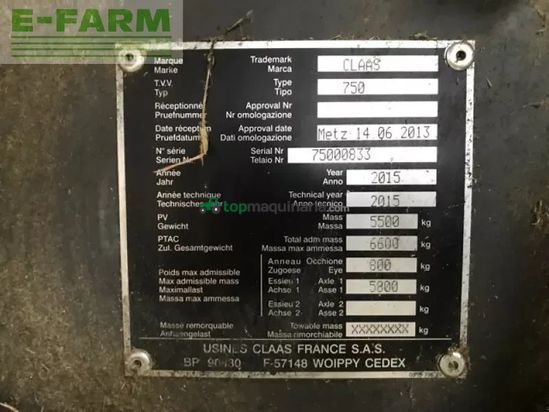 E-FARM
Marque Trademark CLAAS
Marke Marca
T.V.V. Type 750
Typ Tipo
Réceptionné Approval Nr
Pruefnummer Nr omologazione
Date réception Approval date Metz 14.06.2013
Pruefdatum Dati omologazione
N° série Serial Nr 75000833
Serien Nr Telaio Nr
Année Year 2015
Jahr Anno
Année technique Technical year 2015
Technisches Anno tecnico
topmaquinaria.com
PV Mass 5500 kg
Gewicht Massa
PTAC Total adm mass 6600 kg
Zul. Gesamtgewicht Massa max ammessa
Anneau Occhione 800 kg
Zugoese Eye
Poids max admissible Essieu 1 Axle 1 5800 kg
Max admissible mass Achse 1 Asse 1
Maximallast Essieu 2 Axle 2 kg
Massa max ammessa Achse 2 Asse 2
Masse remorquable Towable mass XXXXXXXX kg
Anhaengelast Massa rimorchiabile
USINES CLAAS FRANCE S.A.S.
BP F-57148 WOIPPY CEDEX